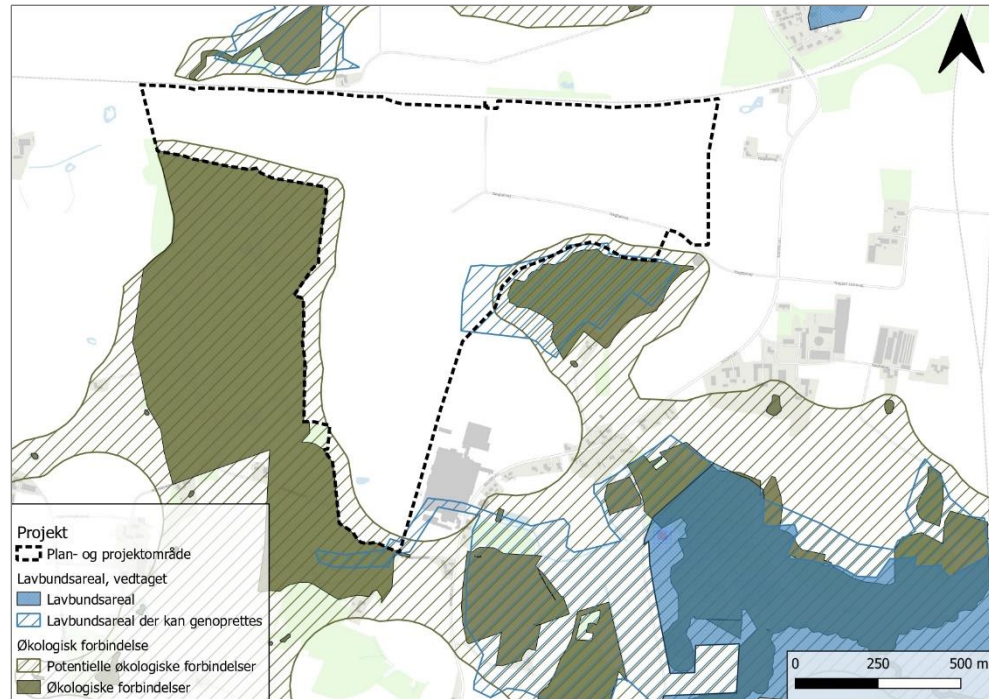 Projekt
Plan- og projektområde
Lavbundsareal, vedtaget
Lavbundsareal
Lavbundsareal der kan genoprettes
Økologisk forbindelse
Potentielle økologiske forbindelser
Økologiske forbindelser
0 250 500 m